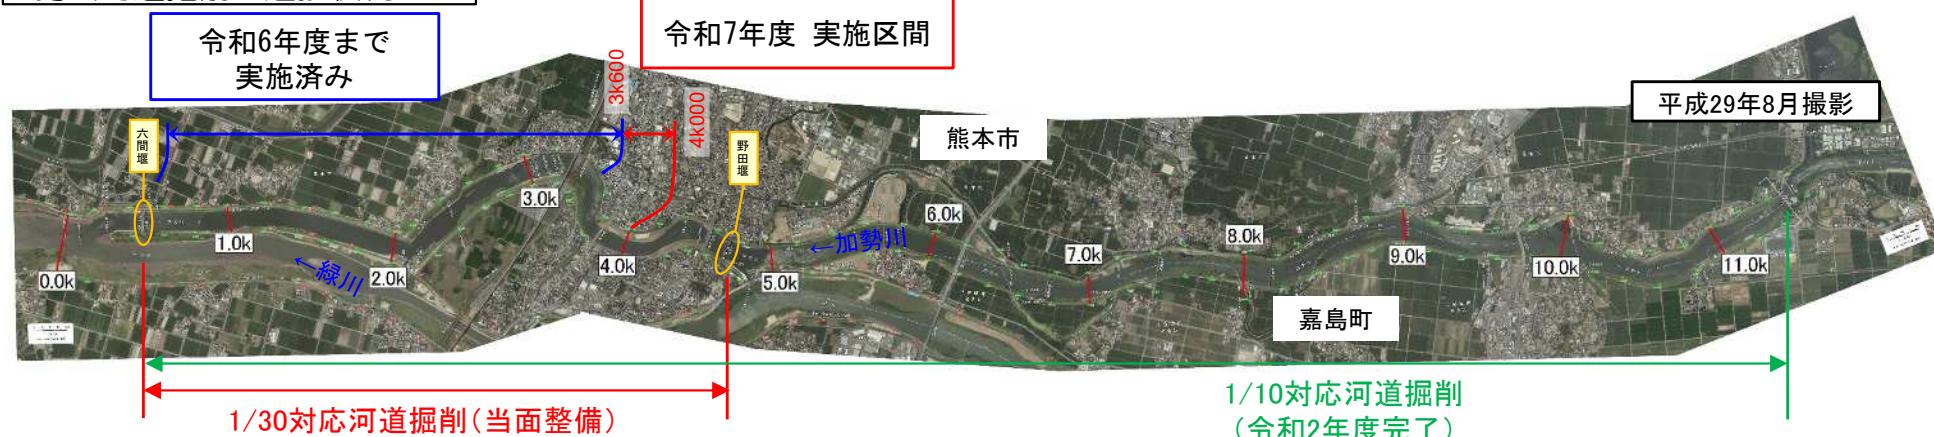 令和6年度まで
実施済み
令和7年度 実施区間
3k600
4k000
平成29年8月撮影
六間堰
野田堰
熊本市
嘉島町
0.0k
1.0k
2.0k
3.0k
4.0k
5.0k
6.0k
7.0k
8.0k
9.0k
10.0k
11.0k
←緑川
←加勢川
1/30対応河道掘削(当面整備)
1/10対応河道掘削
(令和2年度完了)